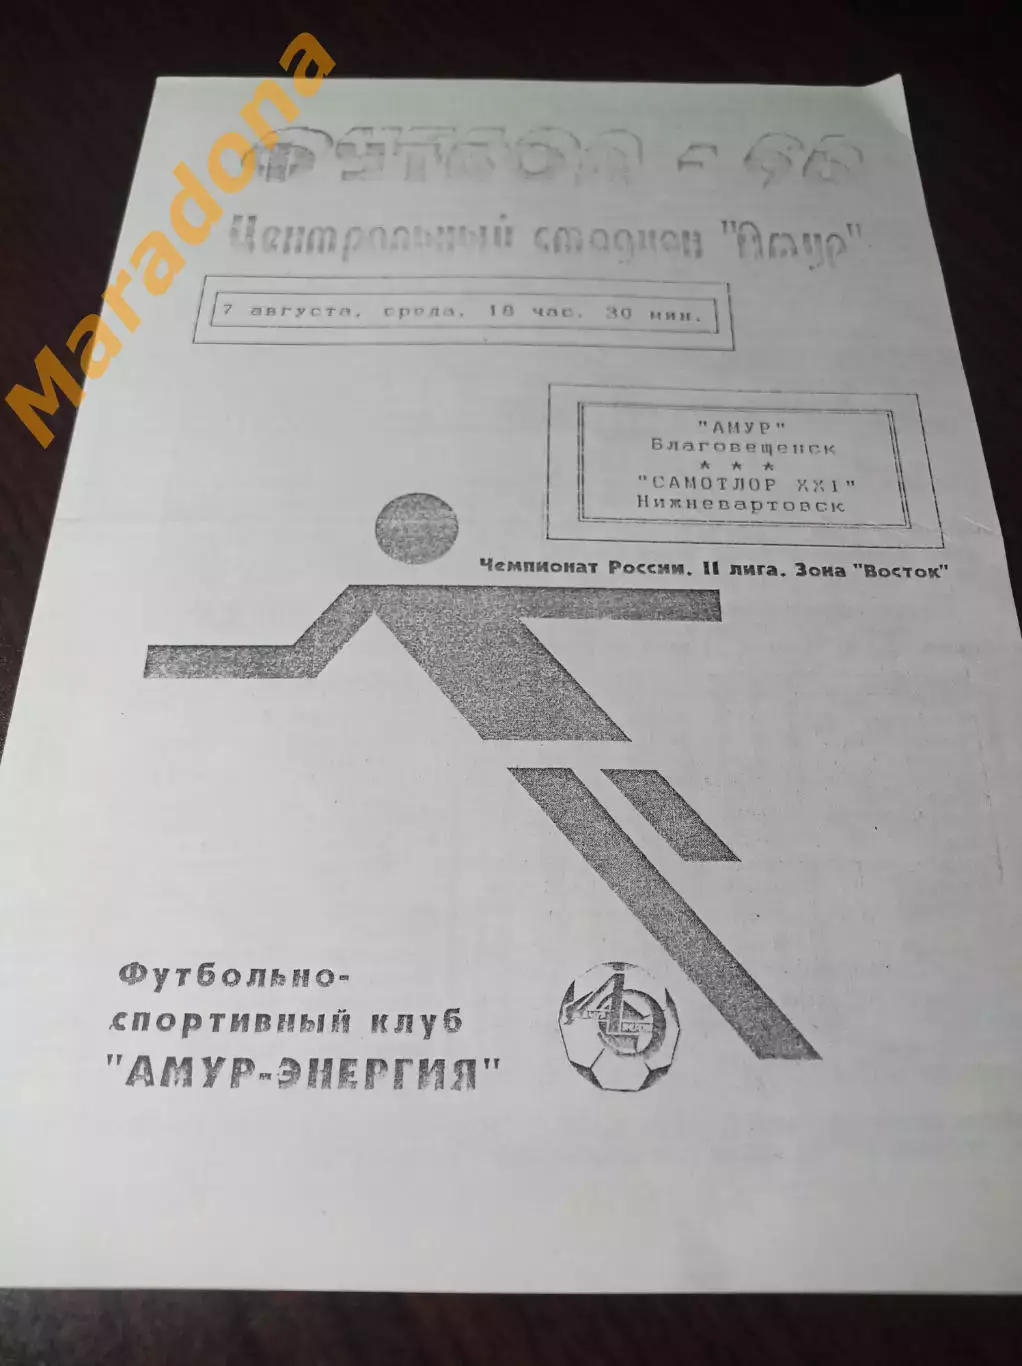 Maradona
ФУТБОЛ - 96
Центральный стадион "Амур"
7 августа, среда, 18 час. 30 мин.
"АМУР"
Благовещенск
* * *
"САМОТЛОР XXI"
Нижневартовск
Чемпионат России. II лига. Зона "Восток"
Футбольно-
спортивный клуб
"АМУР-ЭНЕРГИЯ"